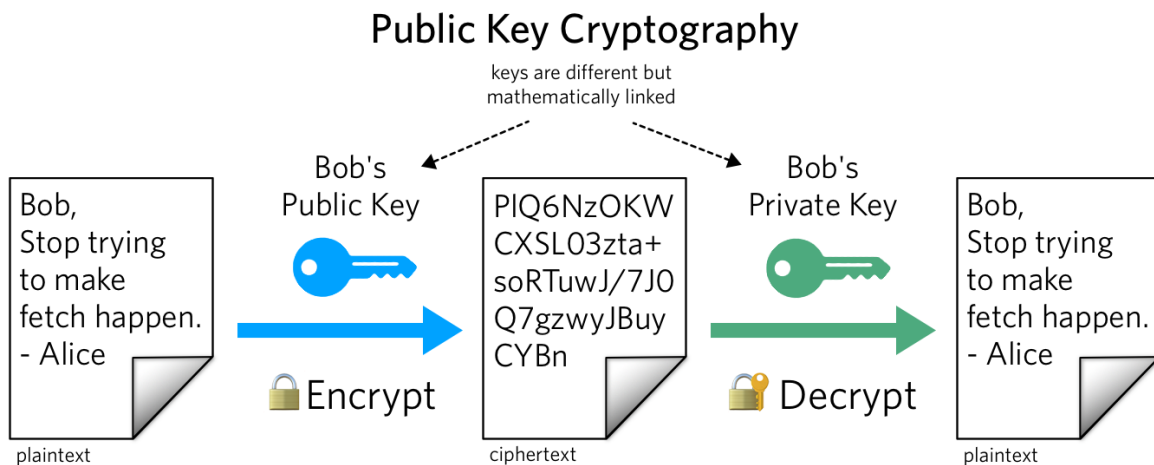 Public Key Cryptography
keys are different but
mathematically linked
Bob,
Stop trying
to make
fetch happen.
- Alice
plaintext
Bob's
Public Key
Encrypt
PlQ6NzOKW
CXSL03zta+
soRTuwJ/7J0
Q7gzwyJBuy
CYBn
ciphertext
Bob's
Private Key
Decrypt
Bob,
Stop trying
to make
fetch happen.
- Alice
plaintext